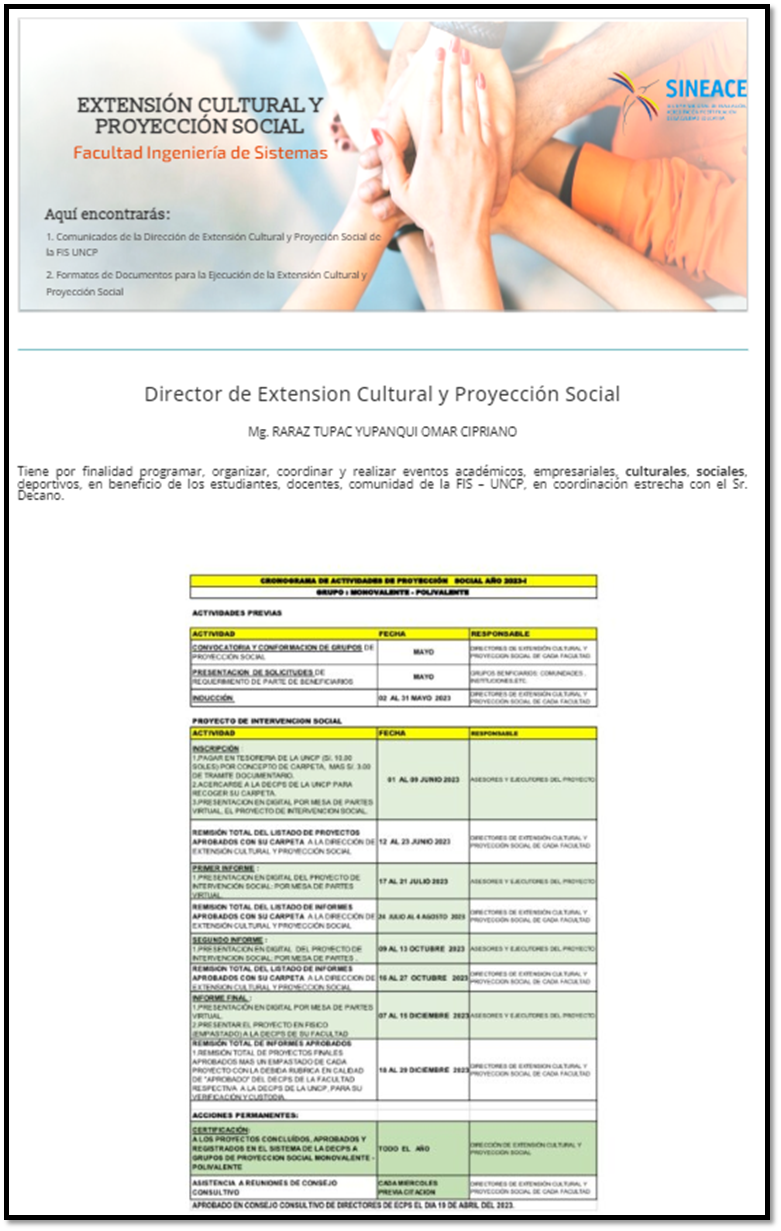 EXTENSIÓN CULTURAL Y
PROYECCIÓN SOCIAL
Facultad Ingeniería de Sistemas
SINEACE
Aquí encontrarás:
1. Comunicados de la Dirección de Extensión Cultural y Proyeción Social de
la FIS UNCP
2. Formatos de Documentos para la Ejecución de la Extensión Cultural y
Proyección Social
Director de Extension Cultural y Proyección Social
Mg. RARAZ TUPAC YUPANQUI OMAR CIPRIANO
Tiene por finalidad programar, organizar, coordinar y realizar eventos académicos, empresariales, culturales, sociales,
deportivos, en beneficio de los estudiantes, docentes, comunidad de la FIS – UNCP, en coordinación estrecha con el Sr.
Decano.
CRONOGRAMA DE ACTIVIDADES DE PROYECCIÓN SOCIAL AÑO 2023-I
GRUPO : MONOVALENTE - POLIVALENTE
ACTIVIDADES PREVIAS
ACTIVIDAD FECHA RESPONSABLE
CONVOCATORIA Y CONFORMACION DE GRUPOS DE
PROYECCIÓN SOCIAL
MAYO
DIRECTORES DE EXTENSIÓN CULTURAL Y
PROYECCION SOCIAL DE CADA FACULTAD
PRESENTACION DE SOLICITUDES DE
REQUERIMIENTO DE PARTE DE BENEFICIARIOS
MAYO
GRUPOS BENFICIARIOS: COMUNIDADES ,
INSTITUCIONES,ETC.
INDUCCIÓN.
02 AL 31 MAYO 2023
DIRECTORES DE EXTENSIÓN CULTURAL Y
PROYECCION SOCIAL DE CADA FACULTAD
PROYECTO DE INTERVENCION SOCIAL
ACTIVIDAD FECHA RESPONSABLE
INSCRIPCIÓN :
1.PAGAR EN TESORERIA DE LA UNCP (S/. 10.00
SOLES) POR CONCEPTO DE CARPETA, MAS S/. 3.00
DE TRAMITE DOCUMENTARIO.
2.ACERCARSE A LA DECPS DE LA UNCP PARA
RECOGER SU CARPETA.
3.PRESENTACION EN DIGITAL POR MESA DE PARTES
VIRTUAL, EL PROYECTO DE INTERVENCION SOCIAL.
01 AL 09 JUNIO 2023
ASESORES Y EJECUTORES DEL PROYECTO
REMISIÓN TOTAL DEL LISTADO DE PROYECTOS
APROBADOS CON SU CARPETA A LA DIRECCIÓN DE
EXTENSIÓN CULTURAL Y PROYECCIÓN SOCIAL
12 AL 23 JUNIO 2023
DIRECTORES DE EXTENSIÓN CULTURAL Y
PROYECCION SOCIAL DE CADA FACULTAD
PRIMER INFORME :
1.PRESENTACION EN DIGITAL DEL PROYECTO DE
INTERVENCIÓN SOCIAL: POR MESA DE PARTES
VIRTUAL.
17 AL 21 JULIO 2023
ASESORES Y EJECUTORES DEL PROYECTO
REMISION TOTAL DEL LISTADO DE INFORMES
APROBADOS CON SU CARPETA A LA DIRECCIÓN DE
EXTENSIÓN CULTURAL Y PROYECCIÓN SOCIAL
24 JULIO AL 4 AGOSTO 2023
DIRECTORES DE EXTENSIÓN CULTURAL Y
PROYECCION SOCIAL DE CADA FACULTAD
SEGUNDO INFORME :
1.PRESENTACION EN DIGITAL DEL PROYECTO DE
INTERVENCION SOCIAL: POR MESA DE PARTES .
09 AL 13 OCTUBRE 2023
ASESORES Y EJECUTORES DEL PROYECTO
REMISION TOTAL DEL LISTADO DE INFORMES
APROBADOS CON SU CARPETA A LA DIRECCION DE
EXTENSION CULTURAL Y PROYECCION SOCIAL
16 AL 27 OCTUBRE 2023
DIRECTORES DE EXTENSIÓN CULTURAL Y
PROYECCION SOCIAL DE CADA FACULTAD
INFORME FINAL :
1.PRESENTACIÓN EN DIGITAL POR MESA DE PARTES
VIRTUAL.
2.PRESENTAR EL PROYECTO EN FISICO
(EMPASTADO) A LA DECPS DE SU FACULTAD
07 AL 15 DICIEMBRE 2023
ASESORES Y EJECUTORES DEL PROYECTO
REMISIÓN TOTAL DE INFORMES APROBADOS
1.REMISIÓN TOTAL DE PROYECTOS FINALES
APROBADOS MAS UN EMPASTADO DE CADA
PROYECTO CON LA DEBIDA RUBRICA EN CALIDAD
DE "APROBADO" DEL DECPS DE LA FACULTAD
RESPECTIVA A LA DECPS DE LA UNCP, PARA SU
VERIFICACIÓN Y CUSTODIA.
18 AL 29 DICIEMBRE 2023
DIRECTORES DE EXTENSIÓN CULTURAL Y
PROYECCION SOCIAL DE CADA FACULTAD
ACCIONES PERMANENTES:
CERTIFICACIÓN:
A LOS PROYECTOS CONCLUÍDOS, APROBADOS Y
REGISTRADOS EN EL SISTEMA DE LA DECPS A
GRUPOS DE PROYECCION SOCIAL MONOVALENTE -
POLIVALENTE
TODO EL AÑO
DIRECCIÓN DE EXTENSIÓN CULTURAL Y
PROYECCIÓN SOCIAL
ASISTENCIA A REUNIONES DE CONSEJO
CONSULTIVO
CADA MIERCOLES
PREVIA CITACION
DIRECTORES DE EXTENSIÓN CULTURAL Y
PROYECCION SOCIAL DE CADA FACULTAD
APROBADO EN CONSEJO CONSULTIVO DE DIRECTORES DE ECPS EL DIA 19 DE ABRIL DEL 2023.